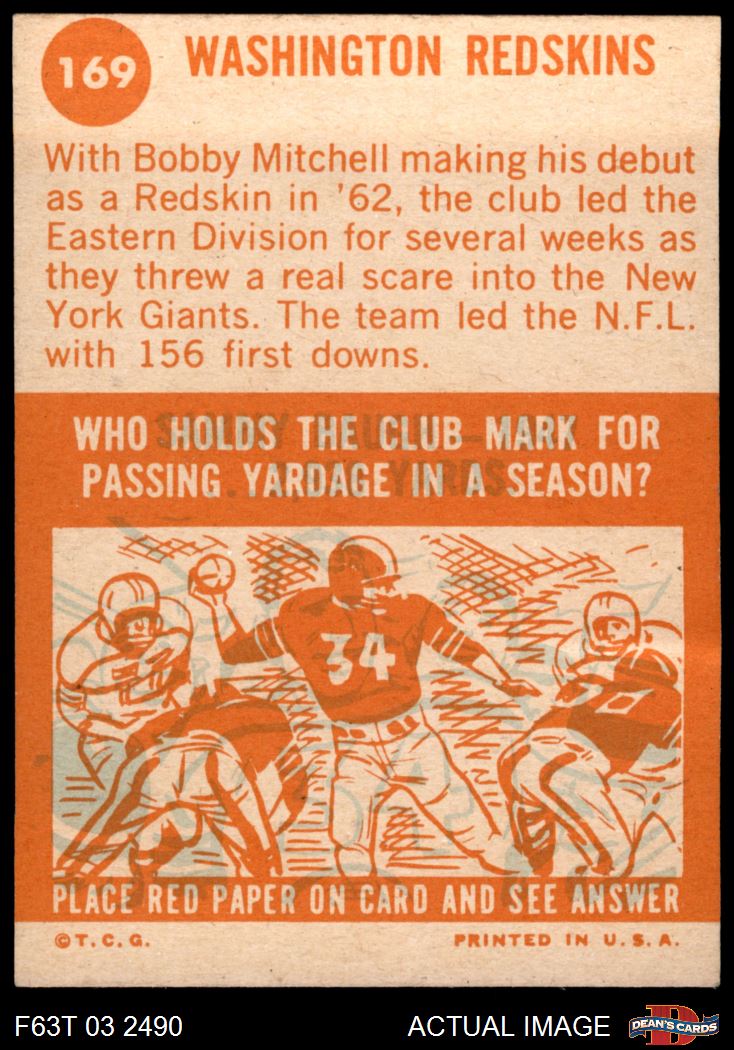 169
WASHINGTON REDSKINS
With Bobby Mitchell making his debut
as a Redskin in '62, the club led the
Eastern Division for several weeks as
they threw a real scare into the New
York Giants. The team led the N.F.L.
with 156 first downs.
WHO HOLDS THE CLUB MARK FOR
PASSING YARDAGE IN A SEASON?
34
PLACE RED PAPER ON CARD AND SEE ANSWER
©T.C.G.
PRINTED IN U.S.A.
F63T 03 2490
ACTUAL IMAGE
D
DEAN'S CARDS